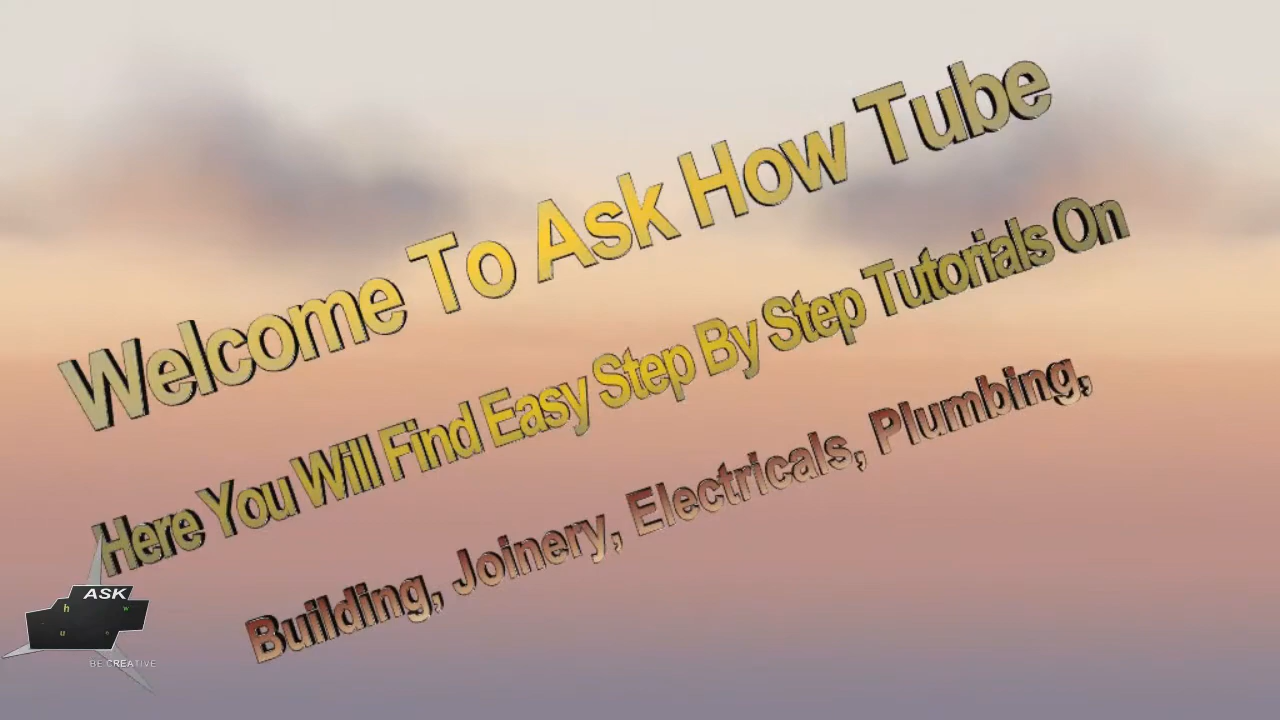 Welcome To Ask How Tube
Here You Will Find Easy Step By Step Tutorials On
Building, Joinery, Electricals, Plumbing,
ASK
h w
u
BE CREATIVE